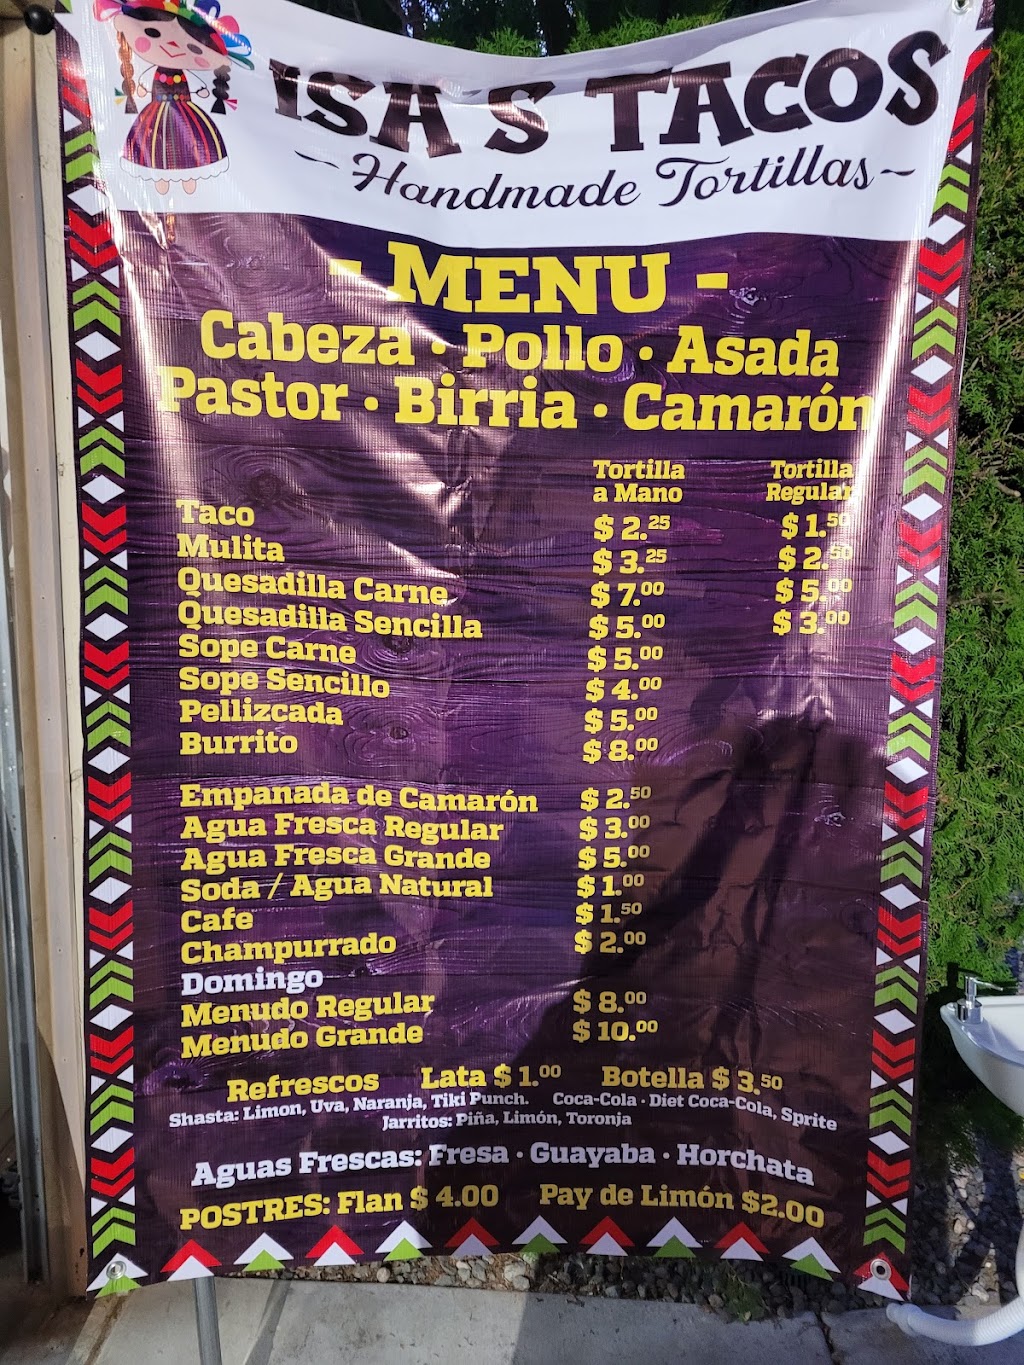 ISA'S TACOS
~ Handmade Tortillas ~
- MENU -
Cabeza · Pollo · Asada
Pastor · Birria · Camarón
Tortilla a Mano Tortilla Regular
Taco $2.25 $1.50
Mulita $3.25 $2.50
Quesadilla Carne $7.00 $5.00
Quesadilla Sencilla $5.00 $3.00
Sope Carne $5.00
Sope Sencillo $4.00
Pellizcada $5.00
Burrito $8.00
Empanada de Camarón $2.50
Agua Fresca Regular $3.00
Agua Fresca Grande $5.00
Soda / Agua Natural $1.00
Cafe $1.50
Champurrado $2.00
Domingo
Menudo Regular $8.00
Menudo Grande $10.00
Refrescos Lata $1.00 Botella $3.50
Shasta: Limon, Uva, Naranja, Tiki Punch. Coca-Cola · Diet Coca-Cola, Sprite
Jarritos: Piña, Limón, Toronja
Aguas Frescas: Fresa · Guayaba · Horchata
POSTRES: Flan $4.00 Pay de Limón $2.00